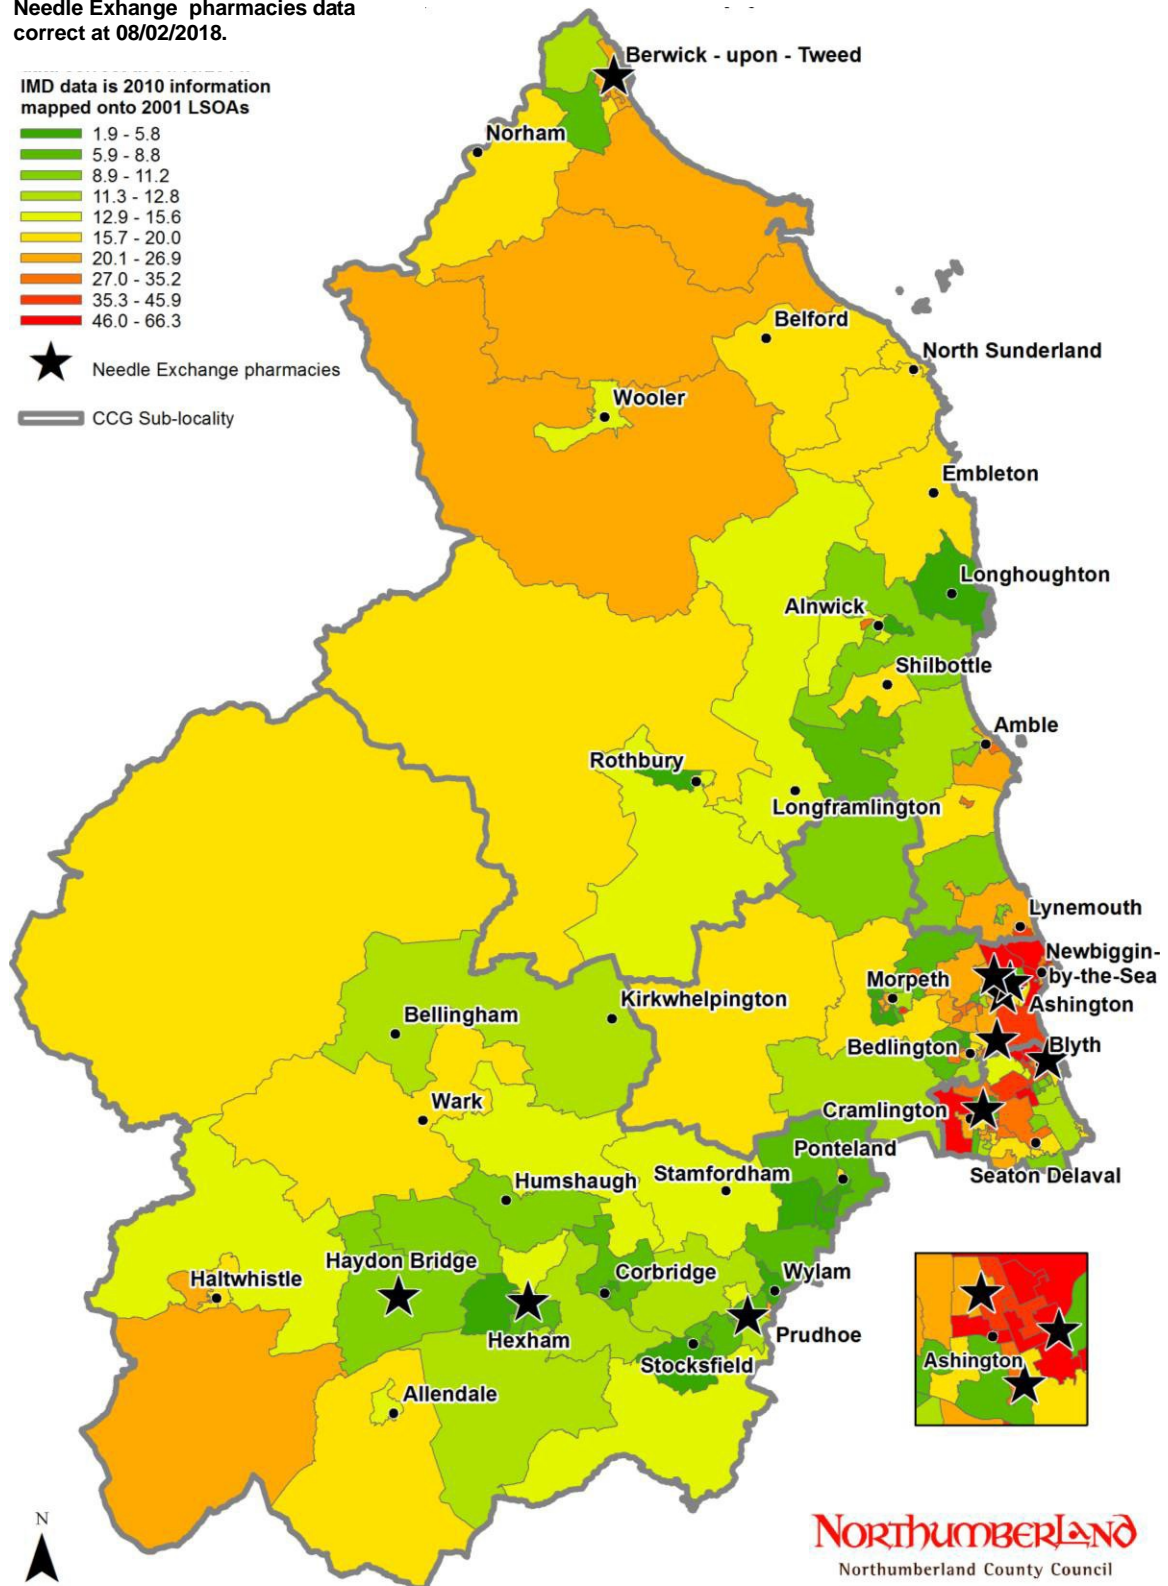 Needle Exhange pharmacies data
correct at 08/02/2018.
IMD data is 2010 information
mapped onto 2001 LSOAs
1.9 - 5.8
5.9 - 8.8
8.9 - 11.2
11.3 - 12.8
12.9 - 15.6
15.7 - 20.0
20.1 - 26.9
27.0 - 35.2
35.3 - 45.9
46.0 - 66.3
Needle Exchange pharmacies
CCG Sub-locality
Berwick - upon - Tweed
Norham
Belford
North Sunderland
Wooler
Embleton
Longhoughton
Alnwick
Shilbottle
Amble
Rothbury
Longframlington
Lynemouth
Newbiggin-
by-the-Sea
Morpeth
Ashington
Kirkwhelpington
Bellingham
Bedlington
Blyth
Wark
Cramlington
Ponteland
Seaton Delaval
Stamfordham
Humshaugh
Haydon Bridge
Haltwhistle
Corbridge
Wylam
Hexham
Prudhoe
Stocksfield
Ashington
Allendale
N
NORTHUMBERLAND
Northumberland County Council